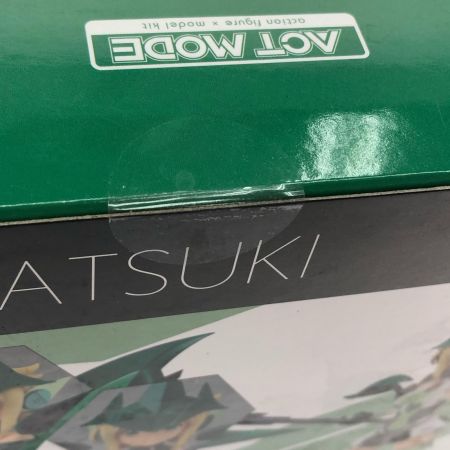 ACT MODE
action figure × model kit
ATSUKI